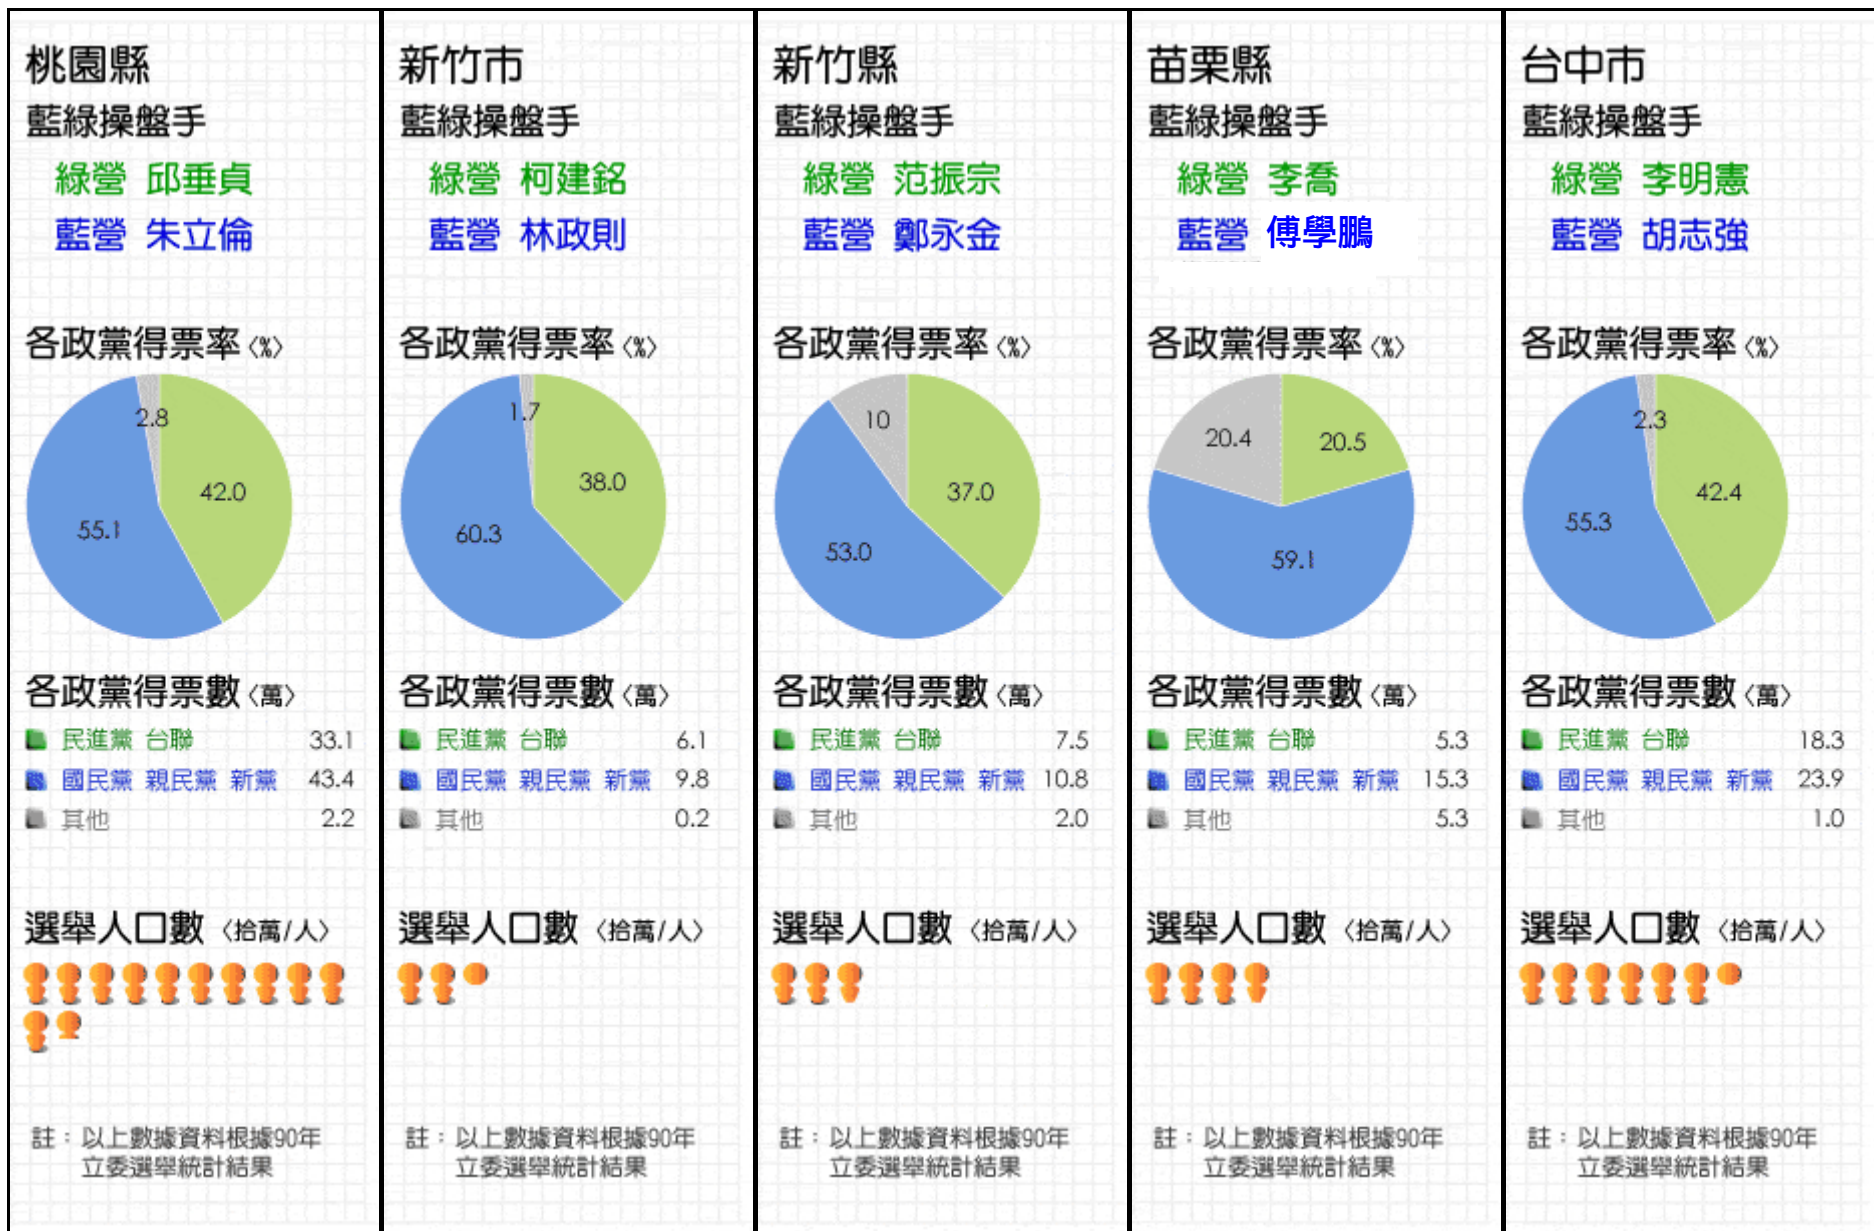 桃園縣
藍綠操盤手
綠營 邱垂貞
藍營 朱立倫
各政黨得票率〈%〉
2.8
42.0
55.1
各政黨得票數〈萬〉
民進黨 台聯 33.1
國民黨 親民黨 新黨 43.4
其他 2.2
選舉人口數〈拾萬/人〉
註：以上數據資料根據90年
立委選舉統計結果
新竹市
藍綠操盤手
綠營 柯建銘
藍營 林政則
各政黨得票率〈%〉
1.7
38.0
60.3
各政黨得票數〈萬〉
民進黨 台聯 6.1
國民黨 親民黨 新黨 9.8
其他 0.2
選舉人口數〈拾萬/人〉
註：以上數據資料根據90年
立委選舉統計結果
新竹縣
藍綠操盤手
綠營 范振宗
藍營 鄭永金
各政黨得票率〈%〉
10
37.0
53.0
各政黨得票數〈萬〉
民進黨 台聯 7.5
國民黨 親民黨 新黨 10.8
其他 2.0
選舉人口數〈拾萬/人〉
註：以上數據資料根據90年
立委選舉統計結果
苗栗縣
藍綠操盤手
綠營 李喬
藍營 傅學鵬
各政黨得票率〈%〉
20.4
20.5
59.1
各政黨得票數〈萬〉
民進黨 台聯 5.3
國民黨 親民黨 新黨 15.3
其他 5.3
選舉人口數〈拾萬/人〉
註：以上數據資料根據90年
立委選舉統計結果
台中市
藍綠操盤手
綠營 李明憲
藍營 胡志強
各政黨得票率〈%〉
2.3
42.4
55.3
各政黨得票數〈萬〉
民進黨 台聯 18.3
國民黨 親民黨 新黨 23.9
其他 1.0
選舉人口數〈拾萬/人〉
註：以上數據資料根據90年
立委選舉統計結果